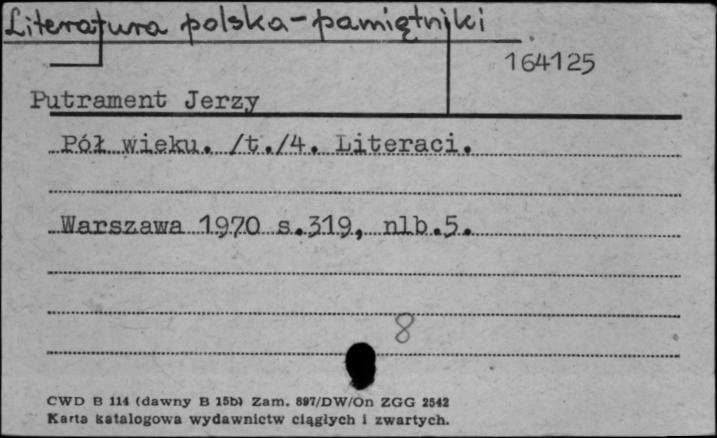 Literatura polska-pamiętniki
164125
Putrament Jerzy
Pół wieku. /t./4. Literaci.
Warszawa 1970 s.319, nlb.5.
8
CWD B 114 (dawny B 15b) Zam. 897/DW/On ZGG 2542
Karta katalogowa wydawnictw ciągłych i zwartych.